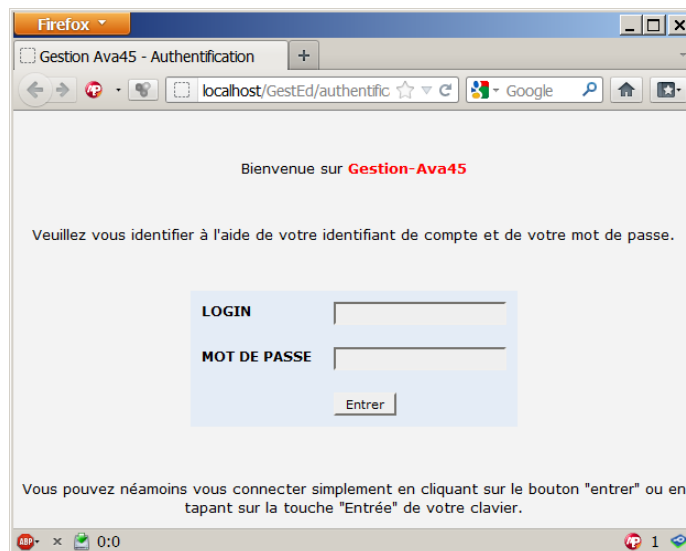 Firefox
Gestion Ava45 - Authentification
+
localhost/GestEd/authentific
Google
Bienvenue sur Gestion-Ava45
Veuillez vous identifier à l'aide de votre identifiant de compte et de votre mot de passe.
LOGIN
MOT DE PASSE
Entrer
Vous pouvez néamoins vous connecter simplement en cliquant sur le bouton "entrer" ou en
tapant sur la touche "Entrée" de votre clavier.
ABP
× 0:0
1